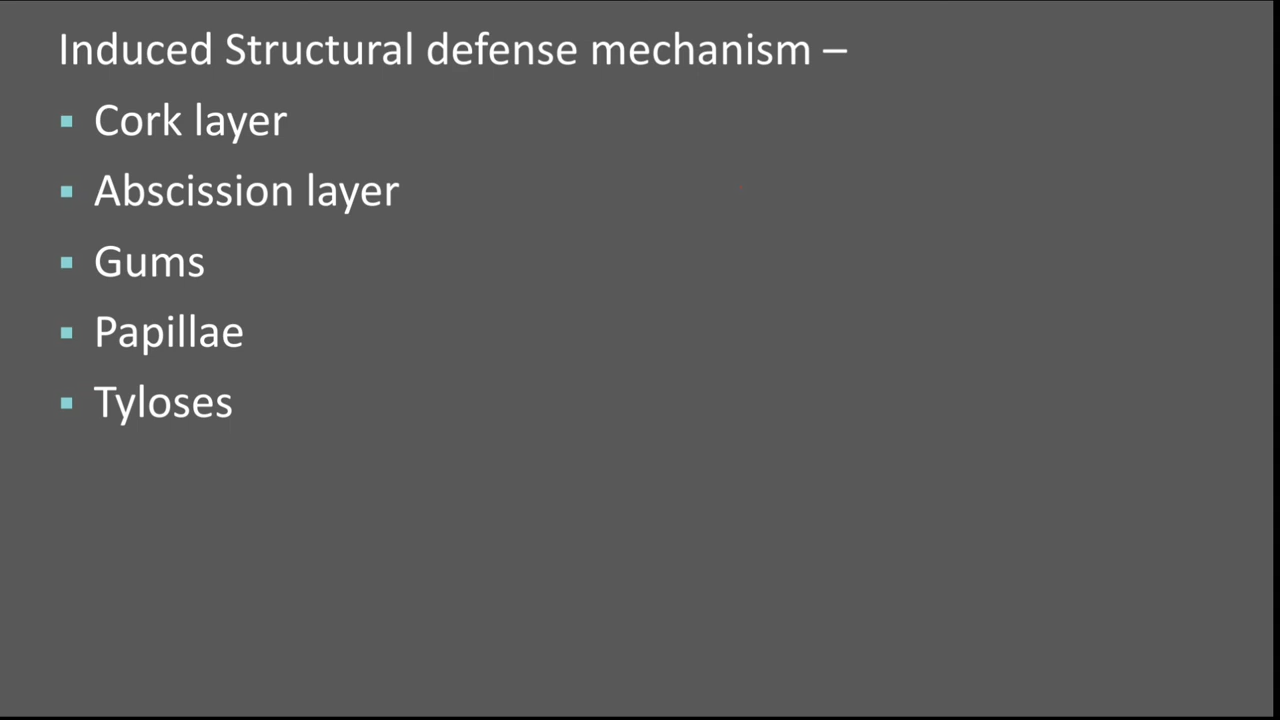 Induced Structural defense mechanism –
▪ Cork layer
▪ Abscission layer
▪ Gums
▪ Papillae
▪ Tyloses